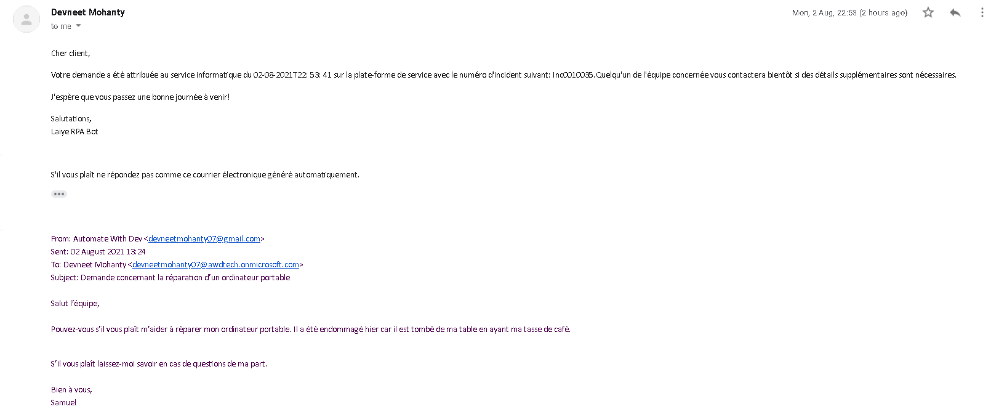 Devneet Mohanty
Mon, 2 Aug, 22:53 (2 hours ago)
to me
Cher client,
Votre demande a été attribuée au service informatique du 02-08-2021T22: 53: 41 sur la plate-forme de service avec le numéro d'incident suivant: Inc0010035.Quelqu'un de l'équipe concernée vous contactera bientôt si des détails supplémentaires sont nécessaires.
J'espère que vous passez une bonne journée à venir!
Salutations,
Laiye RPA Bot
S'il vous plaît ne répondez pas comme ce courrier électronique généré automatiquement.
From: Automate With Dev <devneetmohanty07@gmail.com>
Sent: 02 August 2021 13:24
To: Devneet Mohanty <devneetmohanty07@awdtech.onmicrosoft.com>
Subject: Demande concernant la réparation d’un ordinateur portable
Salut l’équipe,
Pouvez-vous s’il vous plaît m’aider à réparer mon ordinateur portable. Il a été endommagé hier car il est tombé de ma table en ayant ma tasse de café.
S’il vous plaît laissez-moi savoir en cas de questions de ma part.
Bien à vous,
Samuel